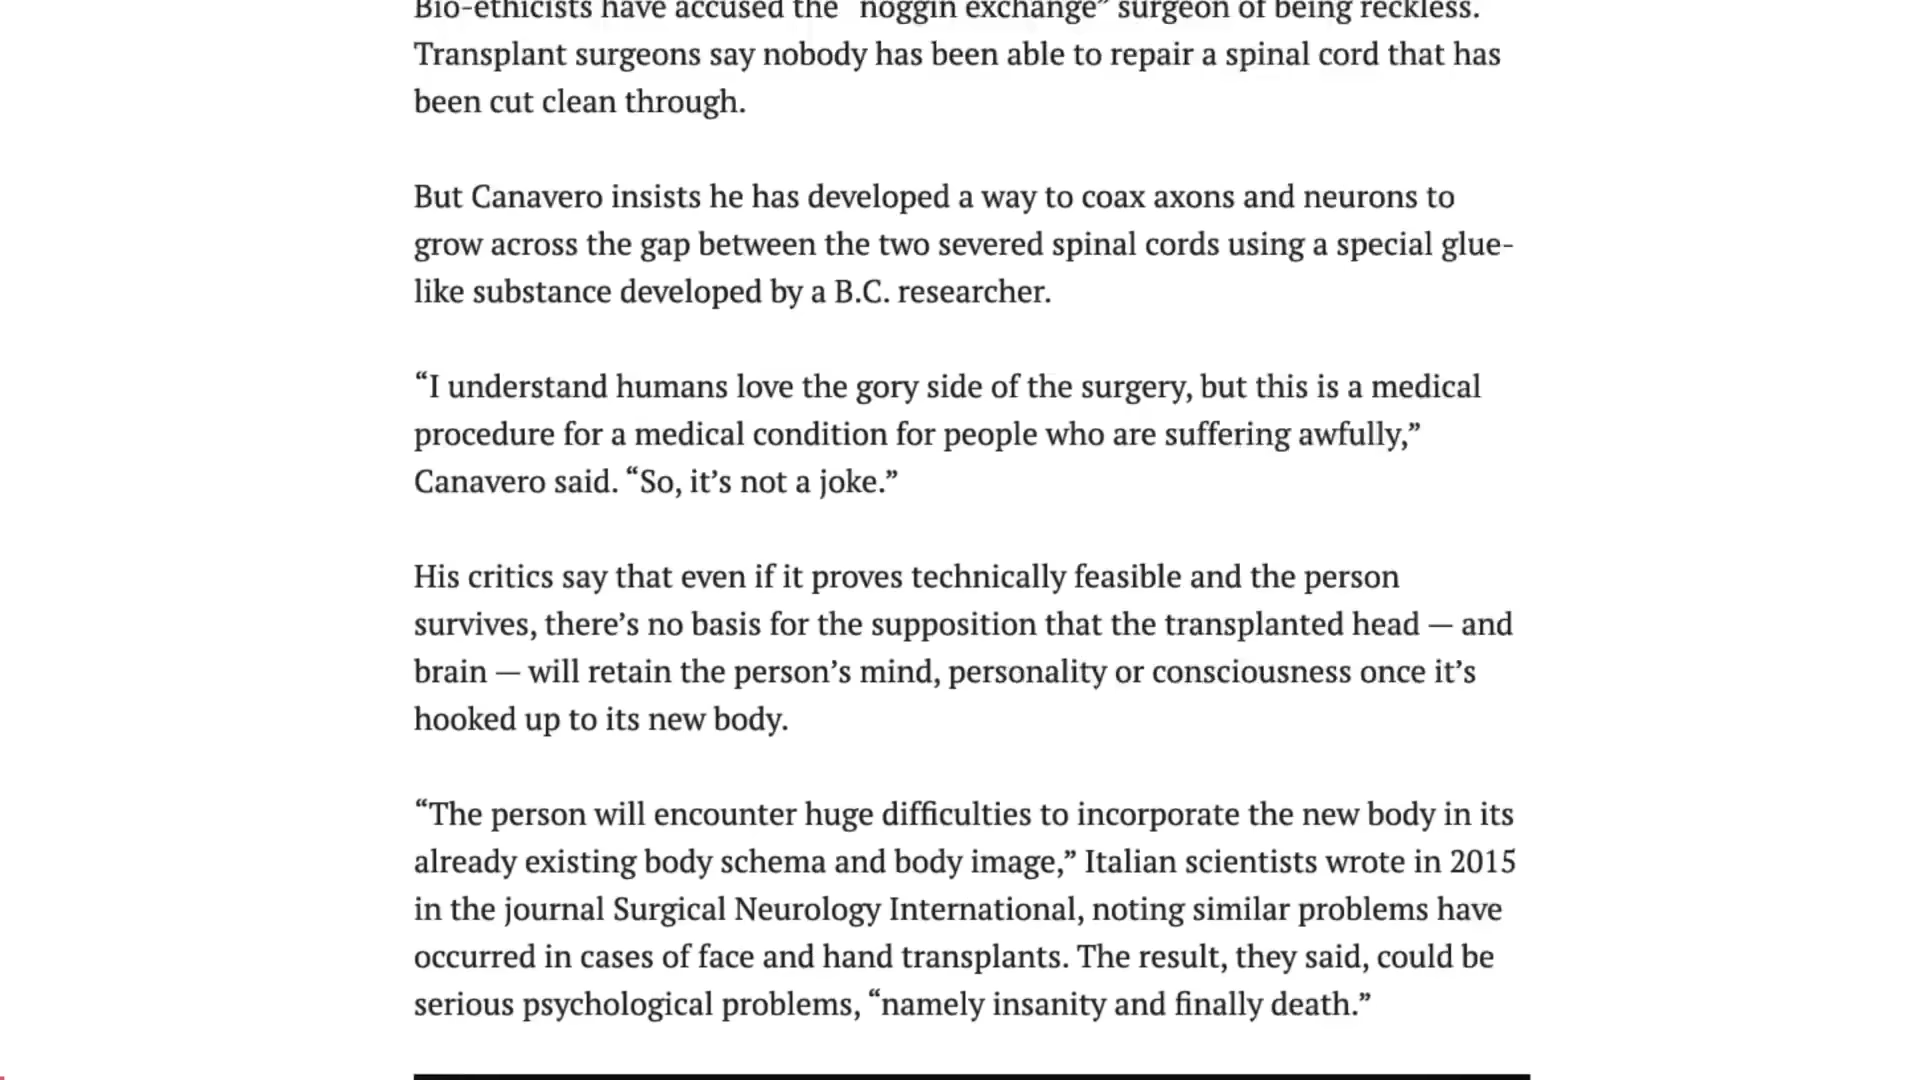 Bio-ethicists have accused the “noggin exchange” surgeon of being reckless.
Transplant surgeons say nobody has been able to repair a spinal cord that has
been cut clean through.
But Canavero insists he has developed a way to coax axons and neurons to
grow across the gap between the two severed spinal cords using a special glue-
like substance developed by a B.C. researcher.
“I understand humans love the gory side of the surgery, but this is a medical
procedure for a medical condition for people who are suffering awfully,”
Canavero said. “So, it’s not a joke.”
His critics say that even if it proves technically feasible and the person
survives, there’s no basis for the supposition that the transplanted head — and
brain — will retain the person’s mind, personality or consciousness once it’s
hooked up to its new body.
“The person will encounter huge difficulties to incorporate the new body in its
already existing body schema and body image,” Italian scientists wrote in 2015
in the journal Surgical Neurology International, noting similar problems have
occurred in cases of face and hand transplants. The result, they said, could be
serious psychological problems, “namely insanity and finally death.”